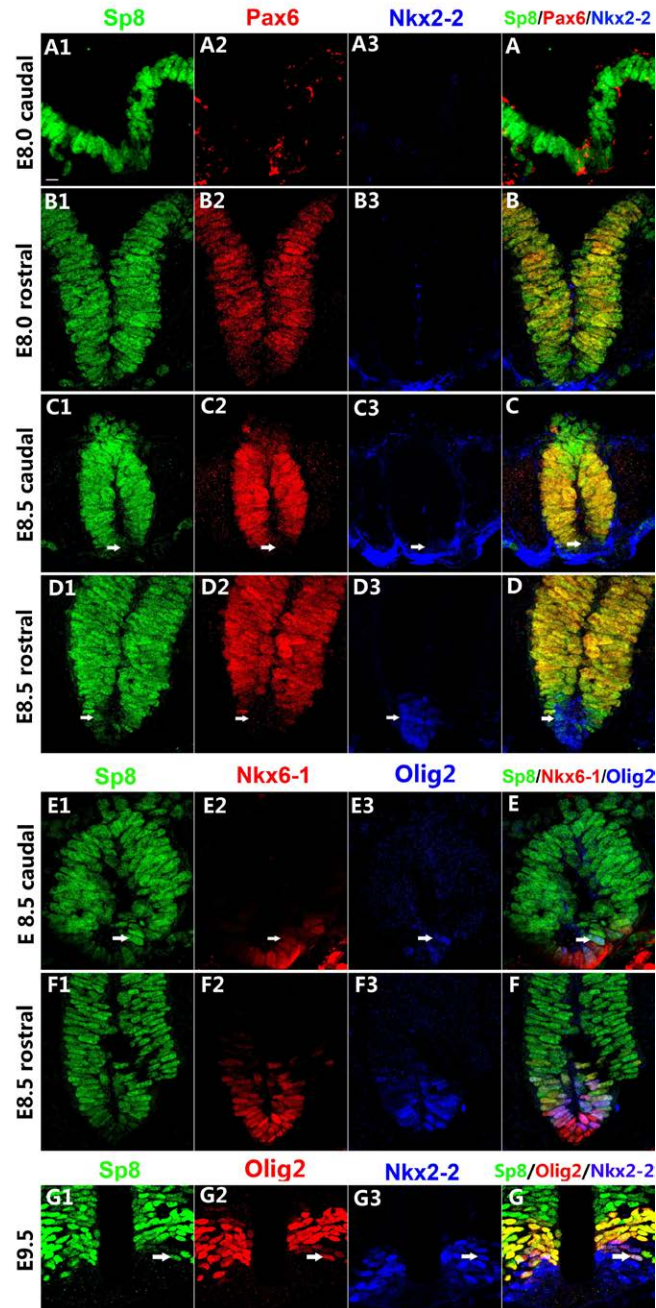 Sp8 Pax6 Nkx2-2 Sp8/Pax6/Nkx2-2
E8.0 caudal
A1 A2 A3 A
E8.0 rostral
B1 B2 B3 B
E8.5 caudal
C1 C2 C3 C
E8.5 rostral
D1 D2 D3 D
Sp8 Nkx6-1 Olig2 Sp8/Nkx6-1/Olig2
E 8.5 caudal
E1 E2 E3 E
E8.5 rostral
F1 F2 F3 F
Sp8 Olig2 Nkx2-2 Sp8/Olig2/Nkx2-2
E9.5
G1 G2 G3 G